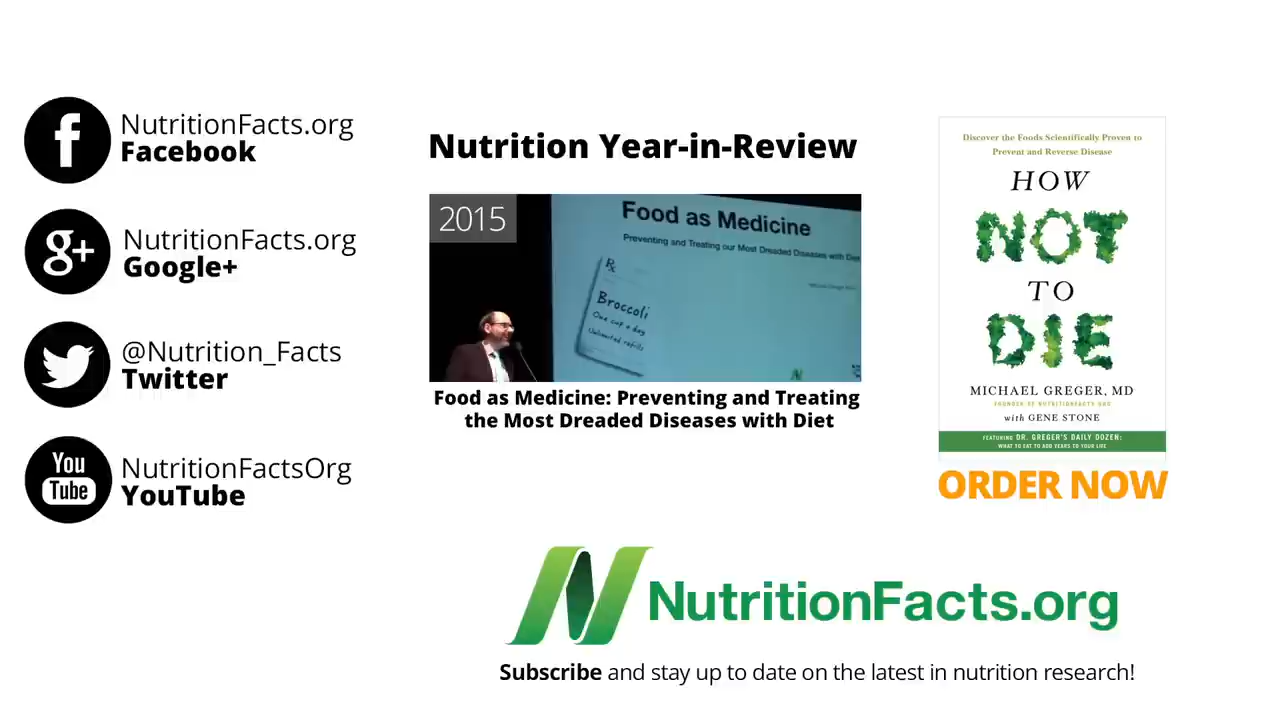 NutritionFacts.org
Facebook
NutritionFacts.org
Google+
@Nutrition_Facts
Twitter
You
Tube
NutritionFactsOrg
YouTube
Nutrition Year-in-Review
2015
Food as Medicine
Preventing and Treating our Most Dreaded Diseases with Diet
Rx
Broccoli
One cup a day
Unlimited refills
Food as Medicine: Preventing and Treating
the Most Dreaded Diseases with Diet
Discover the Foods Scientifically Proven to
Prevent and Reverse Disease
HOW
NOT
TO
DIE
MICHAEL GREGER, MD
FOUNDER OF NUTRITIONFACTS.ORG
with GENE STONE
FEATURING DR. GREGER'S DAILY DOZEN:
WHAT TO EAT TO ADD YEARS TO YOUR LIFE
ORDER NOW
NutritionFacts.org
Subscribe and stay up to date on the latest in nutrition research!